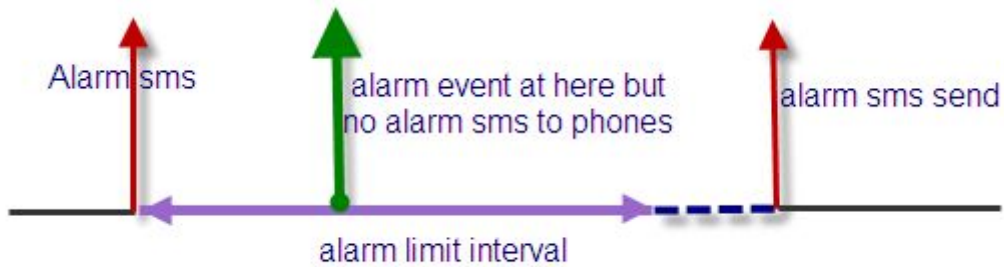 Alarm sms
alarm event at here but
no alarm sms to phones
alarm sms send
alarm limit interval